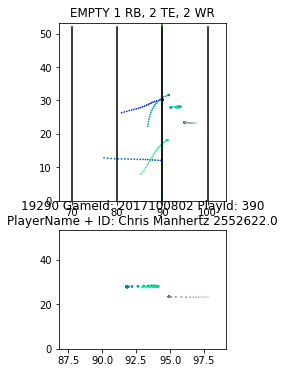 EMPTY 1 RB, 2 TE, 2 WR
50
40
30
20
10
0
70 80 90 100
19290 GameId: 2017100802 PlayId: 390
PlayerName + ID: Chris Manhertz 2552622.0
40
20
0
87.5 90.0 92.5 95.0 97.5